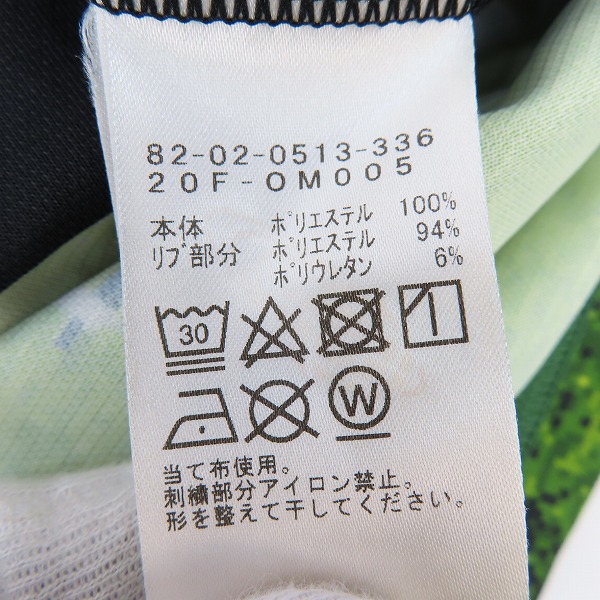 82-02-0513-336
20F-0M005
本体 ポリエステル 100%
リブ部分 ポリエステル 94%
ポリウレタン 6%
30
W
当て布使用。
刺繍部分アイロン禁止。
形を整えて干してください。